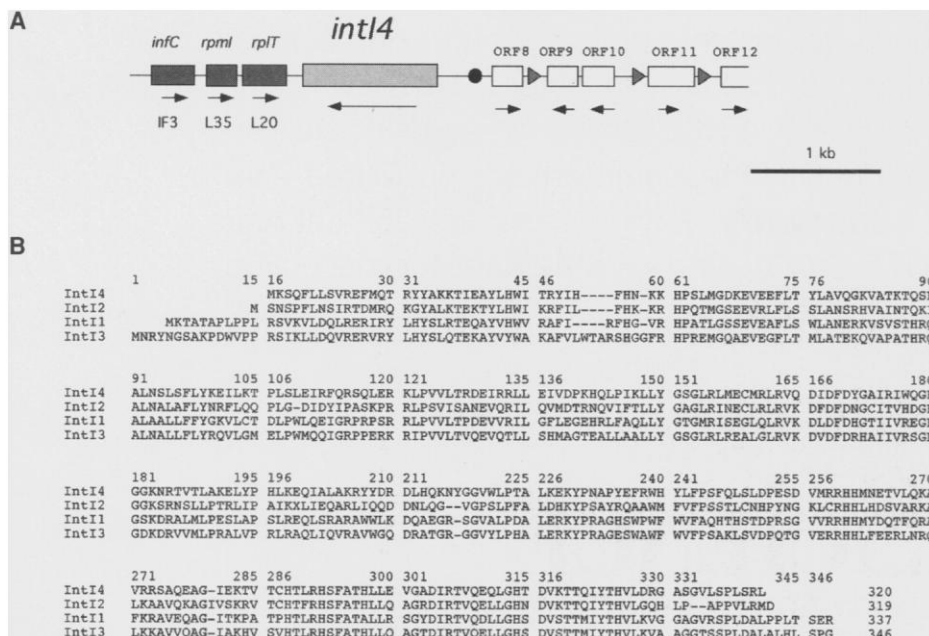 A
infC rpmI rplT intI4 ORF8 ORF9 ORF10 ORF11 ORF12
IF3 L35 L20
1 kb
B
1 15 16 30 31 45 46 60 61 75 76 90
IntI4 MKSQFLLSVREFMQT RYYAKKTIEAYLHWI TRYIH----FHN-KK HPSLMGDKEVEEFLT YLAVQGKVATKTQS
IntI2 M SNSPFLNSIRTDMRQ KGYALKTEKTYLHWI KRFIL----FHK-KR HPQTMGSEEVRLFLS SLANSRHVAINTQK
IntI1 MKTATAPLPPL RSVKVLDQLRERIRY LHYSLRTEQAYVHWV RAFI-----RFHG-VR HPATLGSSEVEAFLS WLANERKVSVSTHR
IntI3 MNRYNGSAKPDWVPP RSIKLLDQVRERVRY LHYSLQTEKAYVYWA KAFVLWTARSHGGFR HPREMGQAEVEGFLT MLATEKQVAPATHR
91 105 106 120 121 135 136 150 151 165 166 180
IntI4 ALNSLSFLYKEILKT PLSLEIRFQRSQLER KLPVVLTRDEIRRLL EIVDPKHQLPIKLLY GSGLRLMECMRLRVQ DIDFDYGAIRIWQG
IntI2 ALNALAFLYNRFLQQ PLG-DIDYIPASKPR RLPSVISANEVQRIL QVMDTRNQVIFTLLY GAGLRINECLRLRVK DFDFDNGCITVHDG
IntI1 ALAALLFFYGKVLCT DLPWLQEIGRPRPSR RLPVVLTPDEVVRIL GFLEGEHRLFAQLLY GTGMRISEGLQLRVK DLDFDHGTIIVREG
IntI3 ALNALLFLYRQVLGM ELPWMQQIGRPPERK RIPVVLTVQEVQTLL SHMAGTEALLAALLY GSGLRLREALGLRVK DVDFDRHAIIVRSG
181 195 196 210 211 225 226 240 241 255 256 270
IntI4 GGKNRTVTLAKELYP HLKEQIALAKRYYDR DLHQKNYGGVWLPTA LKEKYPNAPYEFRWH YLFPSFQLSLDPESD VMRRHHMNETVLQK
IntI2 GGKSRNSLLPTRLIP AIKXLIEQARLIQQD DNLQG--VGPSLPFA LDHKYPSAYRQAAWM FVFPSSTLCNHPYNG KLCRHHLHDSVARK
IntI1 GSKDRALMLPESLAP SLREQLSRARAWWLK DQAEGR-SGVALPDA LERKYPRAGHSWPWF WVFAQHTHSTDPRSG VVRRHHMYDQTFQR
IntI3 GDKDRVVMLPRALVP RLRAQLIQVRAVWGQ DRATGR-GGVYLPHA LERKYPRAGESWAWF WVFPSAKLSVDPQTG VERRHHLFEERLNR
271 285 286 300 301 315 316 330 331 345 346
IntI4 VRRSAQEAG-IEKTV TCHTLRHSFATHLLE VGADIRTVQEQLGHT DVKTTQIYTHVLDRG ASGVLSPLSRL 320
IntI2 LKAAVQKAGIVSKRV TCHTFRHSFATHLLQ AGRDIRTVQELLGHN DVKTTQIYTHVLGQH LP--APPVLRMD 319
IntI1 FKRAVEQAG-ITKPA TPHTLRHSFATALLR SGYDIRTVQDLLGHS DVSTTMIYTHVLKVG GAGVRSPLDALPPLT SER 337
IntI3 LKKAVVQAG-IAKHV SVHTLRHSFATHLLQ AGTDIRTVQELLGHS DVSTTMIYTHVLKVA AGGTSSPLDALALHL SPG 346